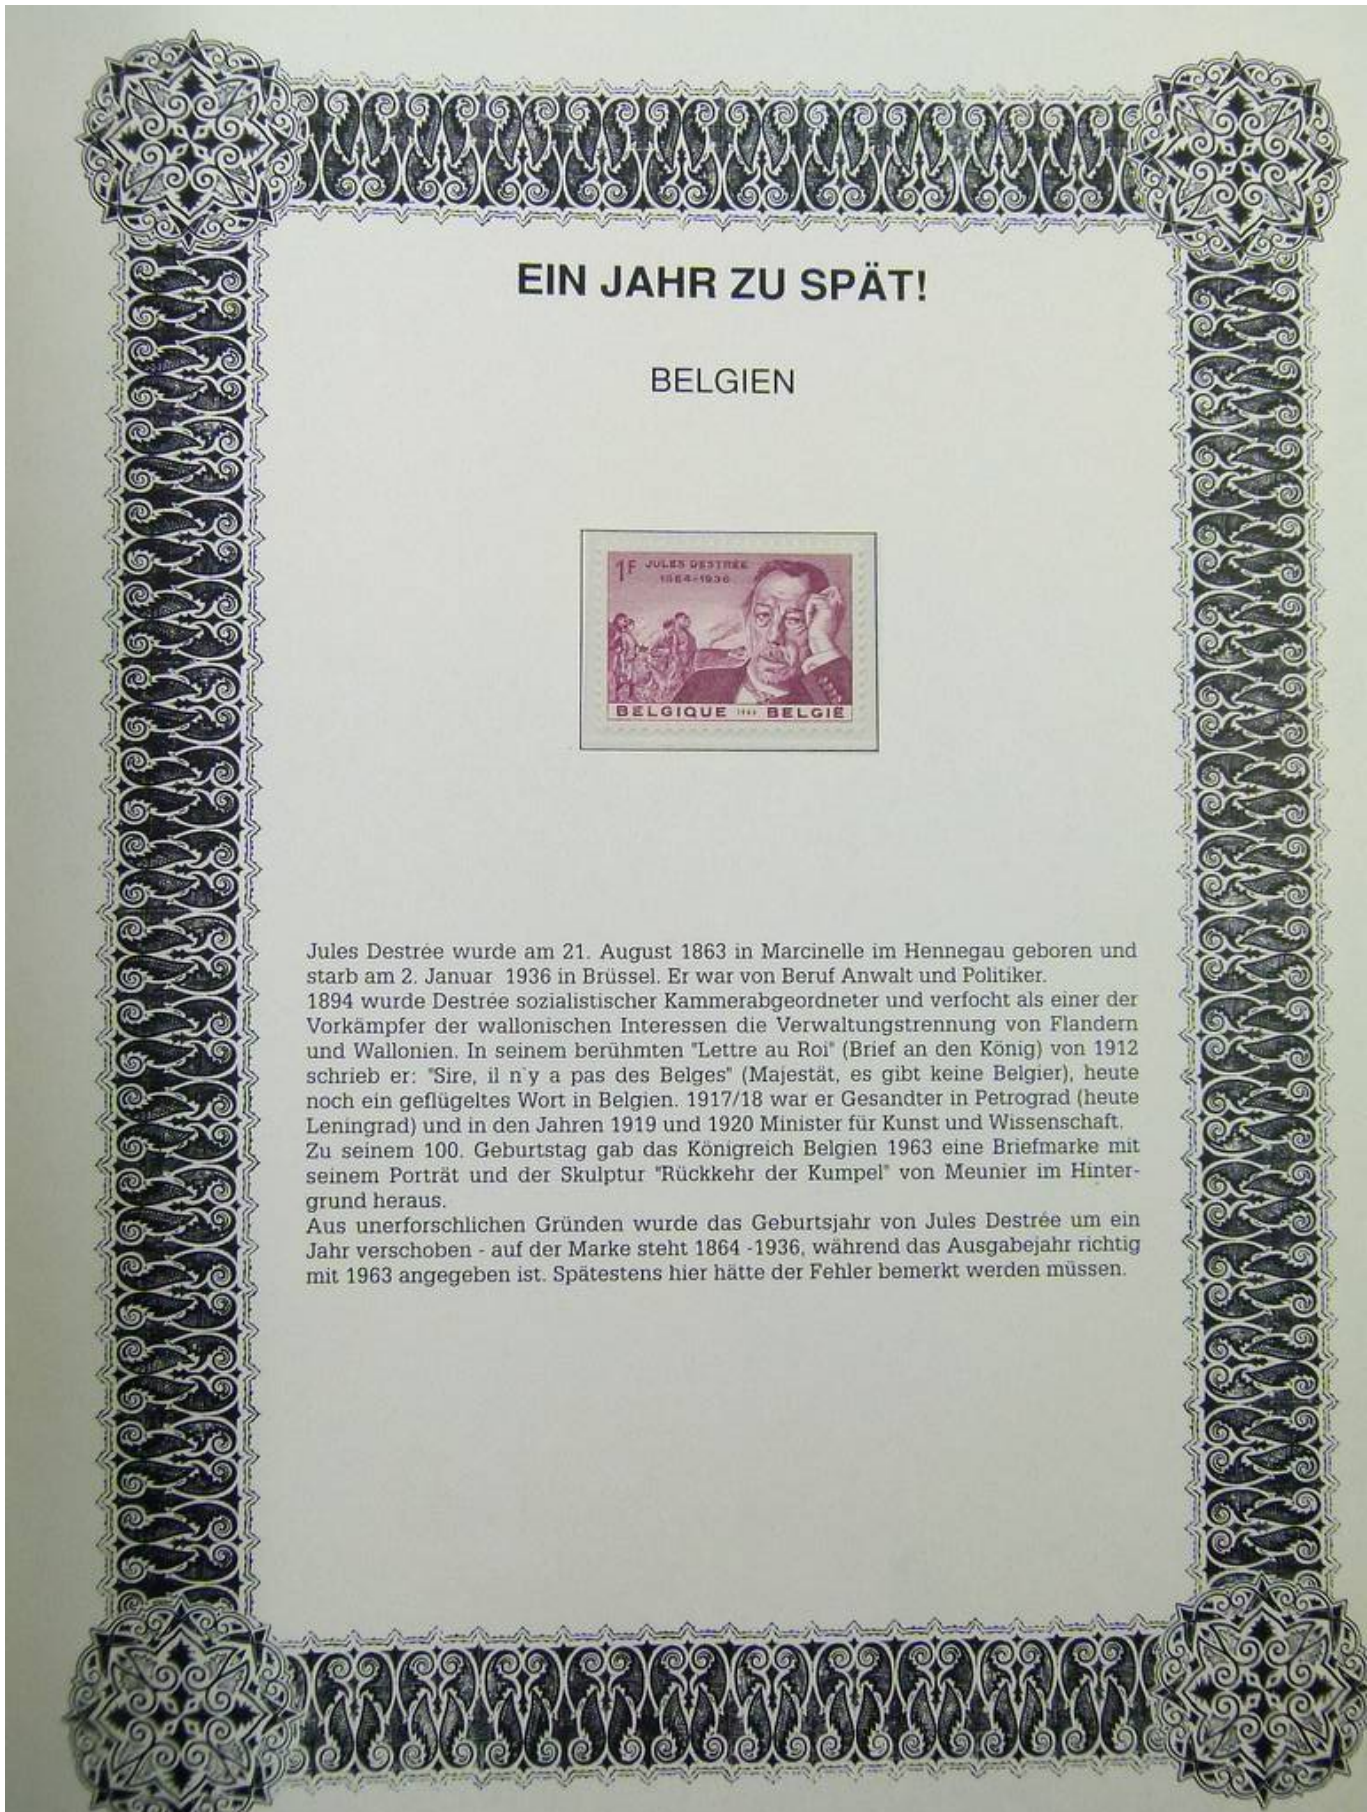 EIN JAHR ZU SPÄT!
BELGIEN
1F JULES DESTRÉE
1864-1936
BELGIQUE 1963 BELGIË
Jules Destrée wurde am 21. August 1863 in Marcinelle im Hennegau geboren und
starb am 2. Januar 1936 in Brüssel. Er war von Beruf Anwalt und Politiker.
1894 wurde Destrée sozialistischer Kammerabgeordneter und verfocht als einer der
Vorkämpfer der wallonischen Interessen die Verwaltungstrennung von Flandern
und Wallonien. In seinem berühmten "Lettre au Roi" (Brief an den König) von 1912
schrieb er: "Sire, il n'y a pas des Belges" (Majestät, es gibt keine Belgier), heute
noch ein geflügeltes Wort in Belgien. 1917/18 war er Gesandter in Petrograd (heute
Leningrad) und in den Jahren 1919 und 1920 Minister für Kunst und Wissenschaft.
Zu seinem 100. Geburtstag gab das Königreich Belgien 1963 eine Briefmarke mit
seinem Porträt und der Skulptur "Rückkehr der Kumpel" von Meunier im Hinter-
grund heraus.
Aus unerforschlichen Gründen wurde das Geburtsjahr von Jules Destrée um ein
Jahr verschoben - auf der Marke steht 1864 -1936, während das Ausgabejahr richtig
mit 1963 angegeben ist. Spätestens hier hätte der Fehler bemerkt werden müssen.